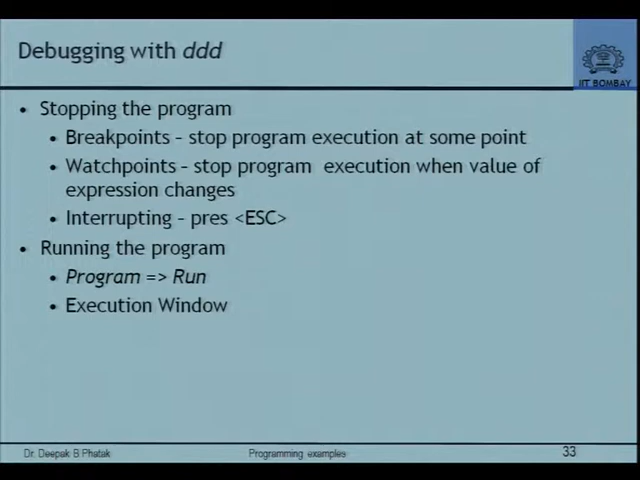 Debugging with ddd
IIT BOMBAY
• Stopping the program
• Breakpoints – stop program execution at some point
• Watchpoints – stop program execution when value of
expression changes
• Interrupting – pres <ESC>
• Running the program
• Program => Run
• Execution Window
Dr. Deepak B Phatak
Programming examples
33